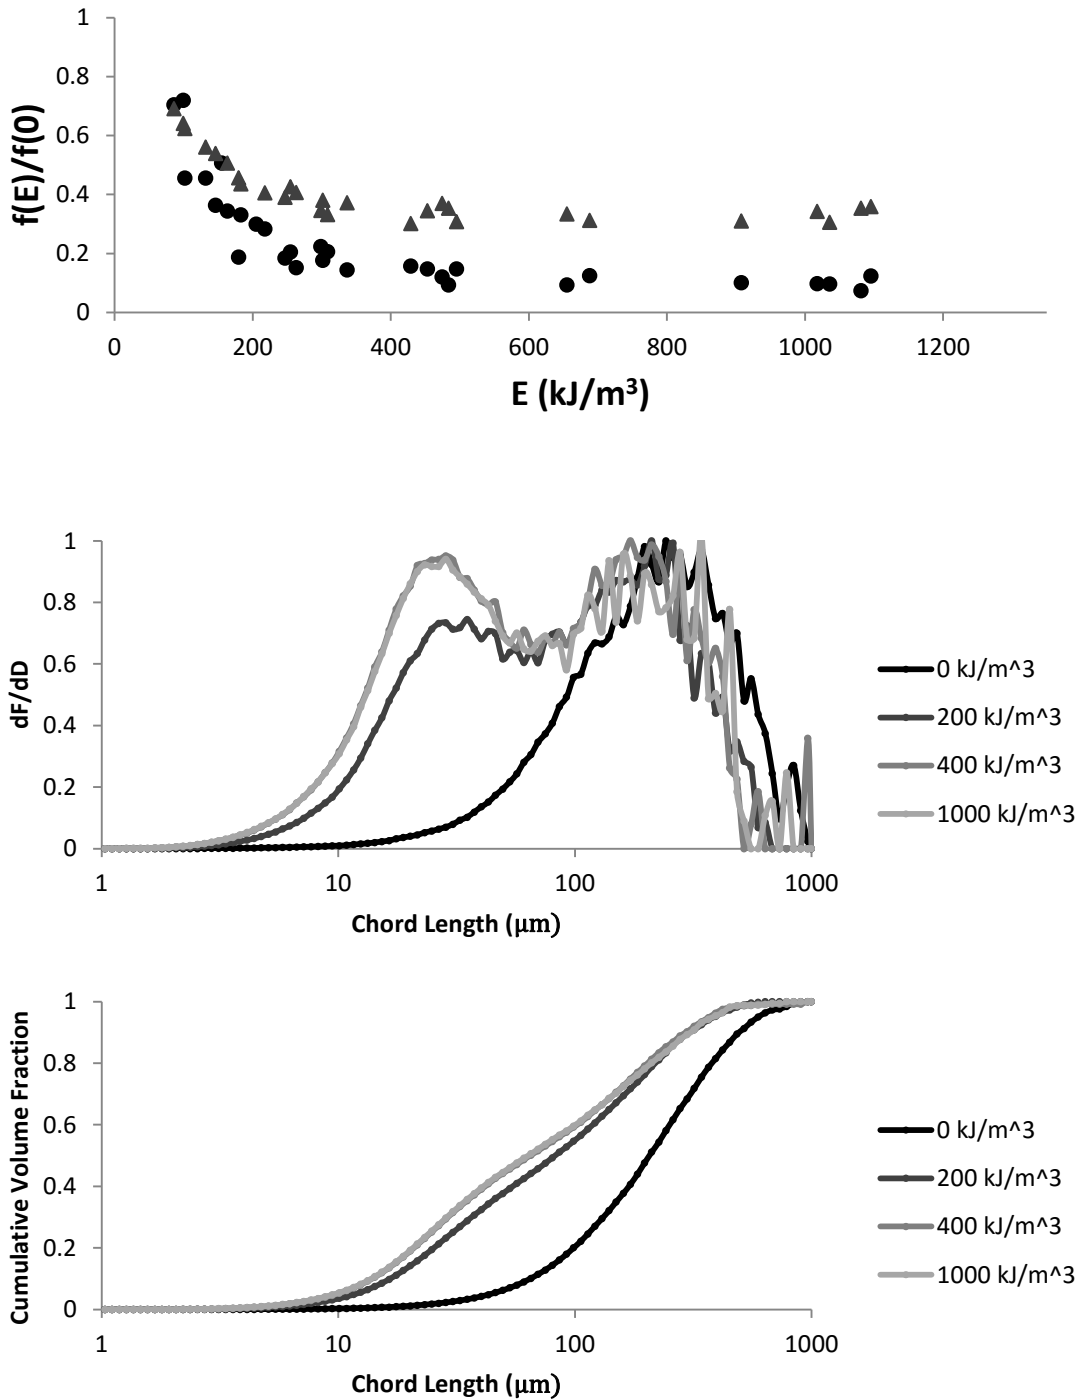 1
0.8
0.6
0.4
0.2
0
f(E)/f(0)
0 200 400 600 800 1000 1200
E (kJ/m³)
1
0.8
0.6
0.4
0.2
0
dF/dD
1 10 100 1000
Chord Length (µm)
0 kJ/m^3
200 kJ/m^3
400 kJ/m^3
1000 kJ/m^3
1
0.8
0.6
0.4
0.2
0
Cumulative Volume Fraction
1 10 100 1000
Chord Length (µm)
0 kJ/m^3
200 kJ/m^3
400 kJ/m^3
1000 kJ/m^3